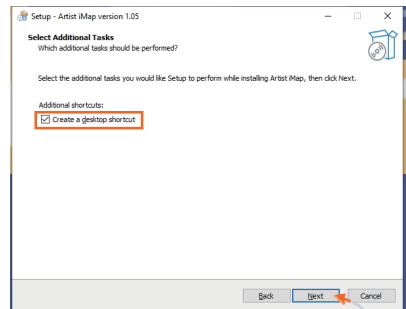 Setup - Artist iMap version 1.05
Select Additional Tasks
Which additional tasks should be performed?
Select the additional tasks you would like Setup to perform while installing Artist iMap, then click Next.
Additional shortcuts:
Create a desktop shortcut
Back Next Cancel